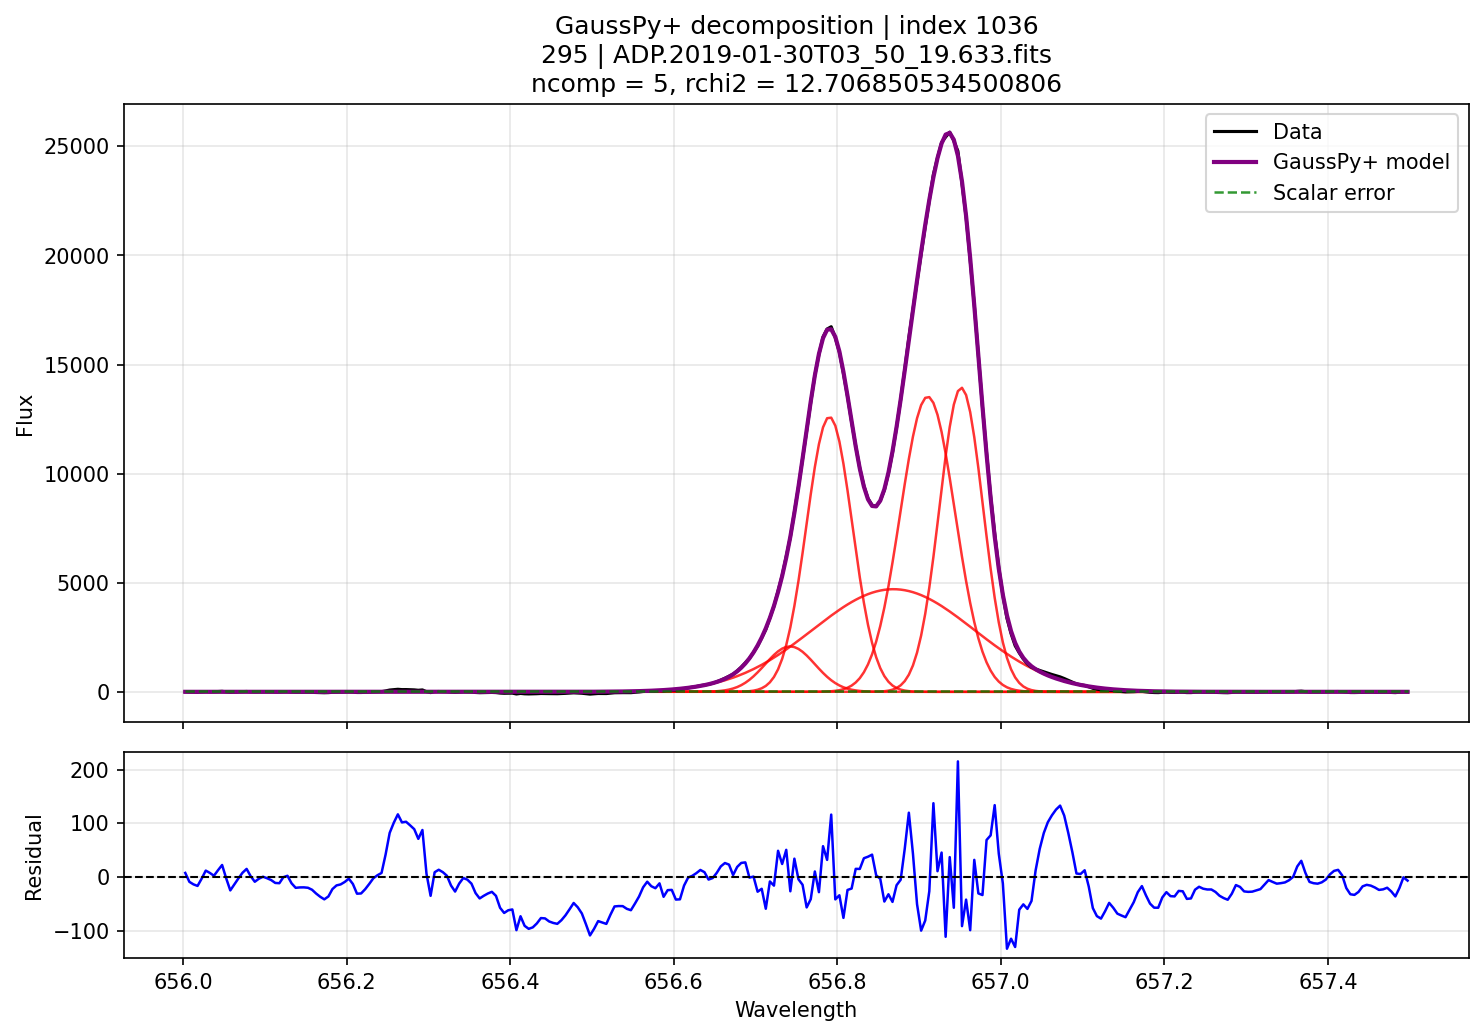 GaussPy+ decomposition | index 1036
295 | ADP.2019-01-30T03_50_19.633.fits
ncomp = 5, rchi2 = 12.706850534500806
Data
GaussPy+ model
Scalar error
Flux
25000
20000
15000
10000
5000
0
Residual
200
100
0
−100
656.0
656.2
656.4
656.6
656.8
657.0
657.2
657.4
Wavelength